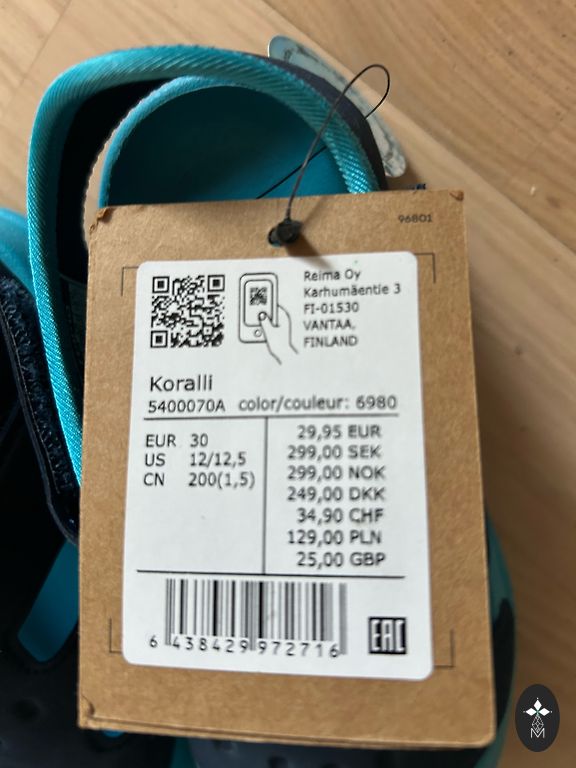 96801
Reima Oy
Karhumäentie 3
FI-01530
VANTAA,
FINLAND
Koralli
5400070A color/couleur: 6980
EUR 30
US 12/12,5
CN 200(1,5)
29,95 EUR
299,00 SEK
299,00 NOK
249,00 DKK
34,90 CHF
129,00 PLN
25,00 GBP
6 438429 972716
EAC
M